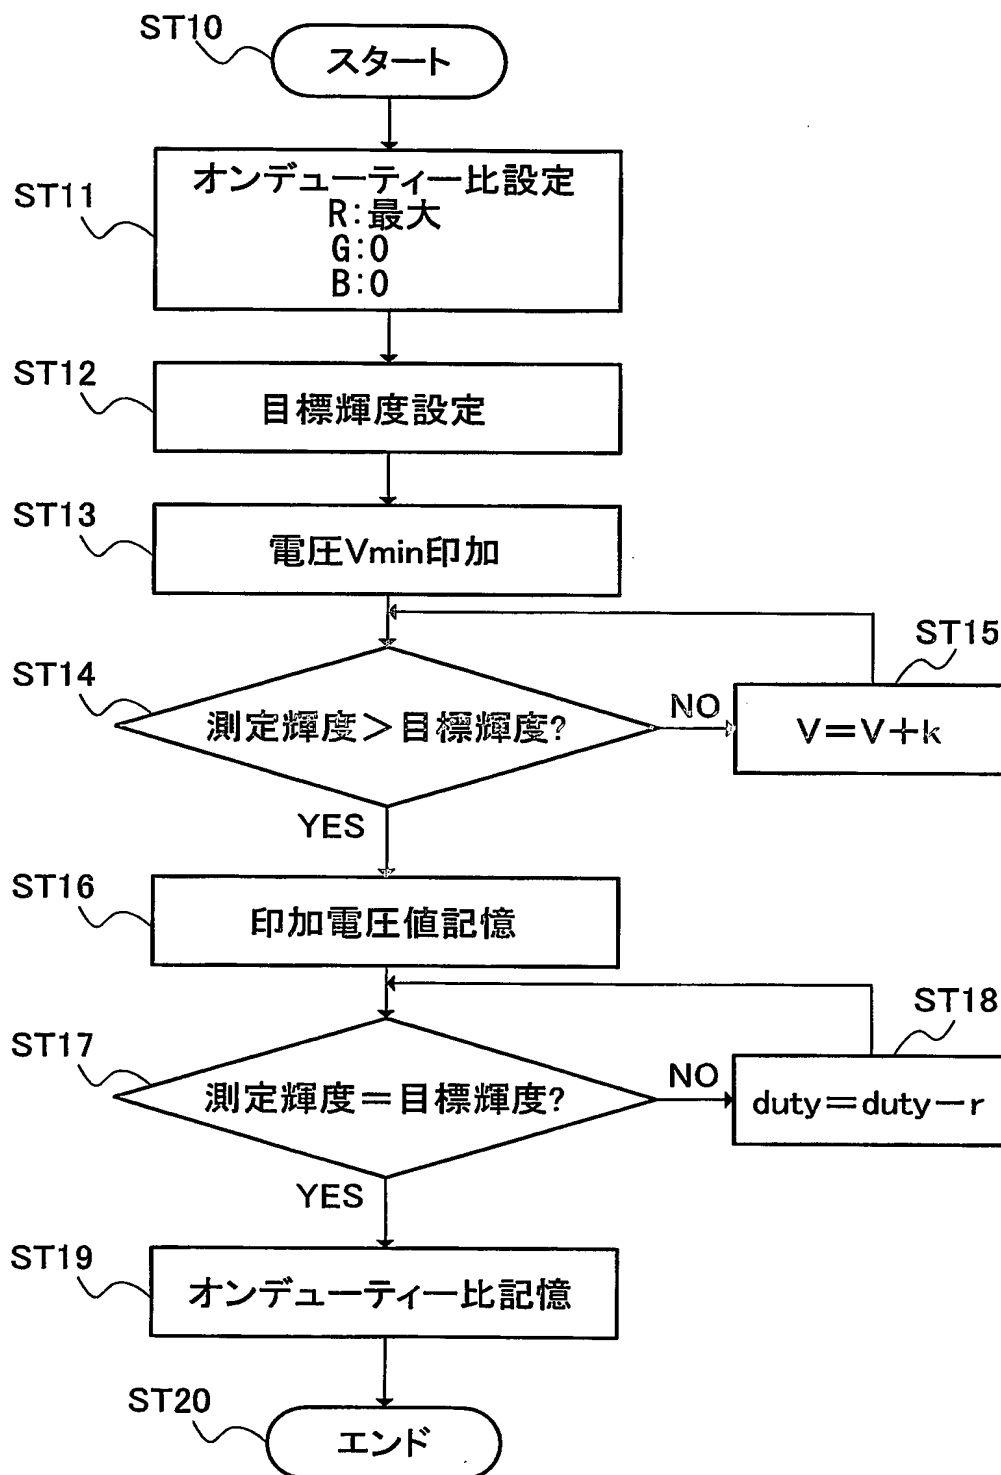 ST10
スタート
ST11
オンデューティー比設定
R:最大
G:0
B:0
ST12
目標輝度設定
ST13
電圧Vmin印加
ST14
測定輝度>目標輝度?
NO
ST15
V=V+k
YES
ST16
印加電圧値記憶
ST17
測定輝度=目標輝度?
NO
ST18
duty=duty-r
YES
ST19
オンデューティー比記憶
ST20
エンド